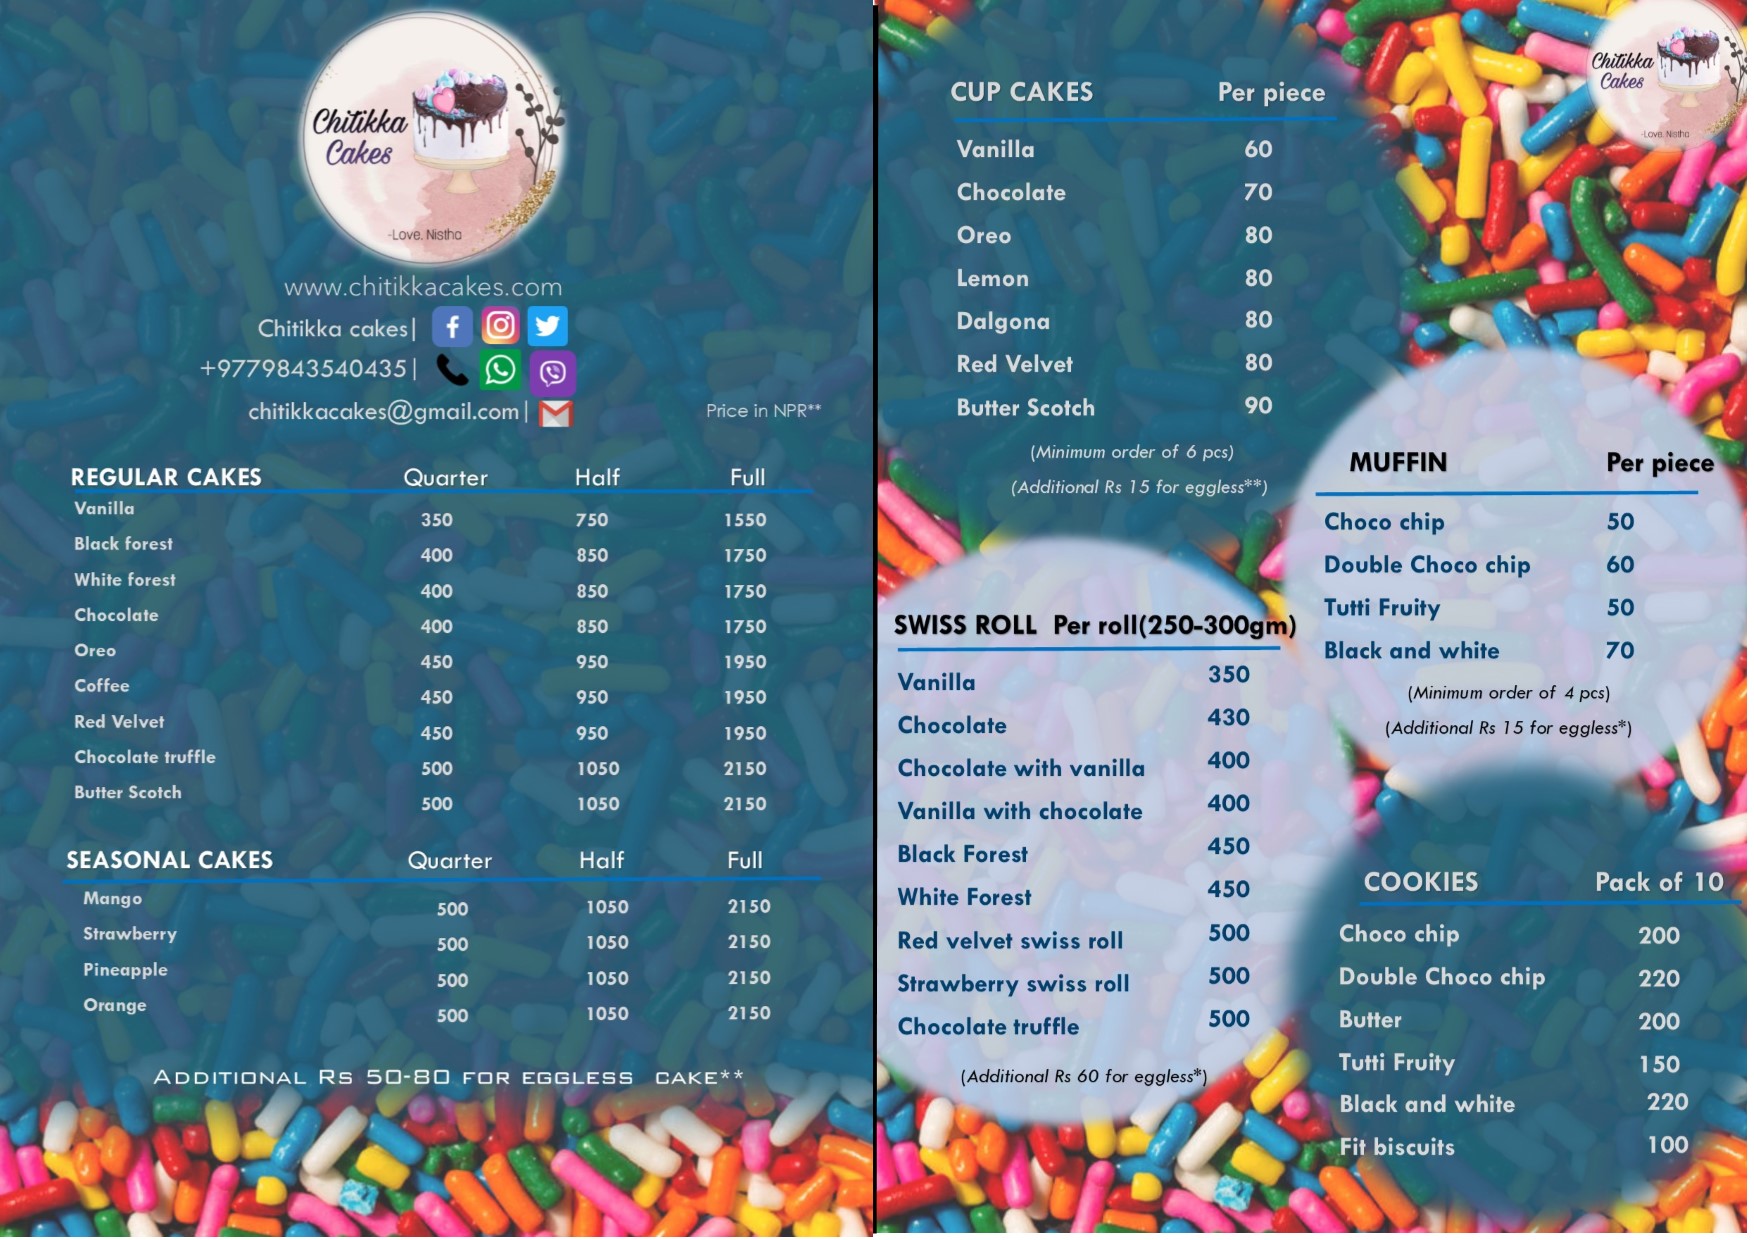 Chitikka
Cakes
-Love, Nistha
www.chitikkacakes.com
Chitikka cakes|
+9779843540435|
chitikkacakes@gmail.com|
Price in NPR**
REGULAR CAKES Quarter Half Full
Vanilla 350 750 1550
Black forest 400 850 1750
White forest 400 850 1750
Chocolate 400 850 1750
Oreo 450 950 1950
Coffee 450 950 1950
Red Velvet 450 950 1950
Chocolate truffle 500 1050 2150
Butter Scotch 500 1050 2150
SEASONAL CAKES Quarter Half Full
Mango 500 1050 2150
Strawberry 500 1050 2150
Pineapple 500 1050 2150
Orange 500 1050 2150
ADDITIONAL RS 50-80 FOR EGGLESS CAKE**
Chitikka
Cakes
-Love, Nistha
CUP CAKES Per piece
Vanilla 60
Chocolate 70
Oreo 80
Lemon 80
Dalgona 80
Red Velvet 80
Butter Scotch 90
(Minimum order of 6 pcs)
(Additional Rs 15 for eggless**)
MUFFIN Per piece
Choco chip 50
Double Choco chip 60
Tutti Fruity 50
Black and white 70
(Minimum order of 4 pcs)
(Additional Rs 15 for eggless*)
SWISS ROLL Per roll(250-300gm)
Vanilla 350
Chocolate 430
Chocolate with vanilla 400
Vanilla with chocolate 400
Black Forest 450
White Forest 450
Red velvet swiss roll 500
Strawberry swiss roll 500
Chocolate truffle 500
(Additional Rs 60 for eggless*)
COOKIES Pack of 10
Choco chip 200
Double Choco chip 220
Butter 200
Tutti Fruity 150
Black and white 220
Fit biscuits 100